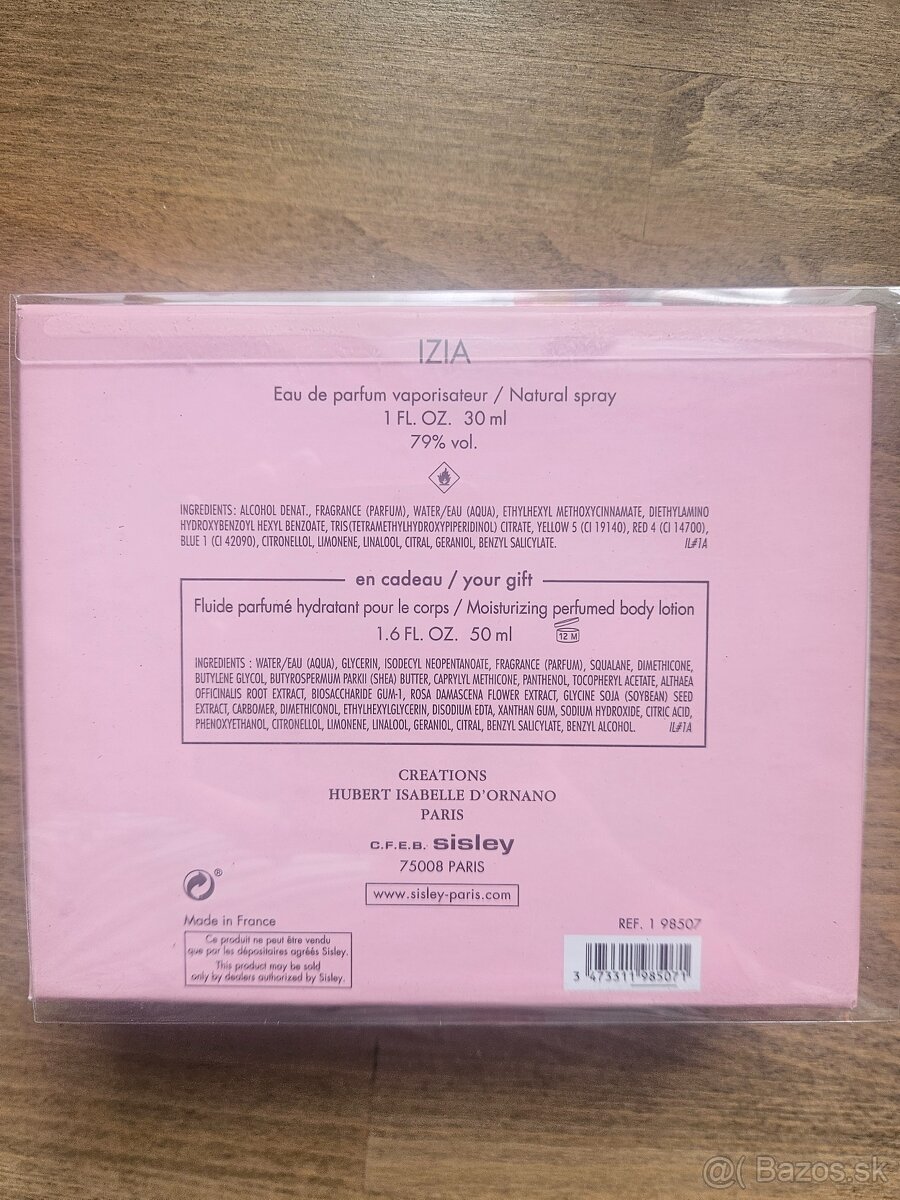 IZIA
Eau de parfum vaporisateur / Natural spray
1 FL. OZ. 30 ml
79% vol.
INGREDIENTS: ALCOHOL DENAT., FRAGRANCE (PARFUM), WATER/EAU (AQUA), ETHYLHEXYL METHOXYCINNAMATE, DIETHYLAMINO
HYDROXYBENZOYL HEXYL BENZOATE, TRIS(TETRAMETHYLHYDROXYPIPERIDINOL) CITRATE, YELLOW 5 (CI 19140), RED 4 (CI 14700),
BLUE 1 (CI 42090), CITRONELLOL, LIMONENE, LINALOOL, CITRAL, GERANIOL, BENZYL SALICYLATE. IL#1A
en cadeau / your gift
Fluide parfumé hydratant pour le corps / Moisturizing perfumed body lotion
1.6 FL. OZ. 50 ml 12 M
INGREDIENTS : WATER/EAU (AQUA), GLYCERIN, ISODECYL NEOPENTANOATE, FRAGRANCE (PARFUM), SQUALANE, DIMETHICONE,
BUTYLENE GLYCOL, BUTYROSPERMUM PARKII (SHEA) BUTTER, CAPRYLYL METHICONE, PANTHENOL, TOCOPHERYL ACETATE, ALTHAEA
OFFICINALIS ROOT EXTRACT, BIOSACCHARIDE GUM-1, ROSA DAMASCENA FLOWER EXTRACT, GLYCINE SOJA (SOYBEAN) SEED
EXTRACT, CARBOMER, DIMETHICONOL, ETHYLHEXYLGLYCERIN, DISODIUM EDTA, XANTHAN GUM, SODIUM HYDROXIDE, CITRIC ACID,
PHENOXYETHANOL, CITRONELLOL, LIMONENE, LINALOOL, GERANIOL, CITRAL, BENZYL SALICYLATE, BENZYL ALCOHOL. IL#1A
CREATIONS
HUBERT ISABELLE D'ORNANO
PARIS
C.F.E.B. sisley
75008 PARIS
www.sisley-paris.com
®
Made in France
REF. 1 98507
Ce produit ne peut être vendu
que par les dépositaires agréés Sisley.
This product may be sold
only by dealers authorized by Sisley.
3 473311 985071
@( Bazos.sk